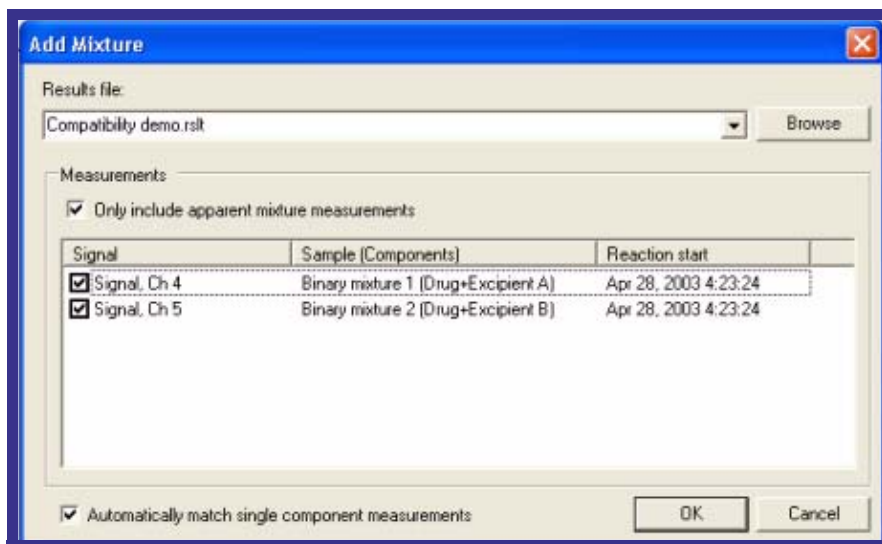 Add Mixture
Results file:
Compatibility demo.rslt
Browse
Measurements
Only include apparent mixture measurements
Signal Sample (Components) Reaction start
Signal, Ch 4 Binary mixture 1 (Drug+Excipient A) Apr 28, 2003 4:23:24
Signal, Ch 5 Binary mixture 2 (Drug+Excipient B) Apr 28, 2003 4:23:24
Automatically match single component measurements
OK
Cancel